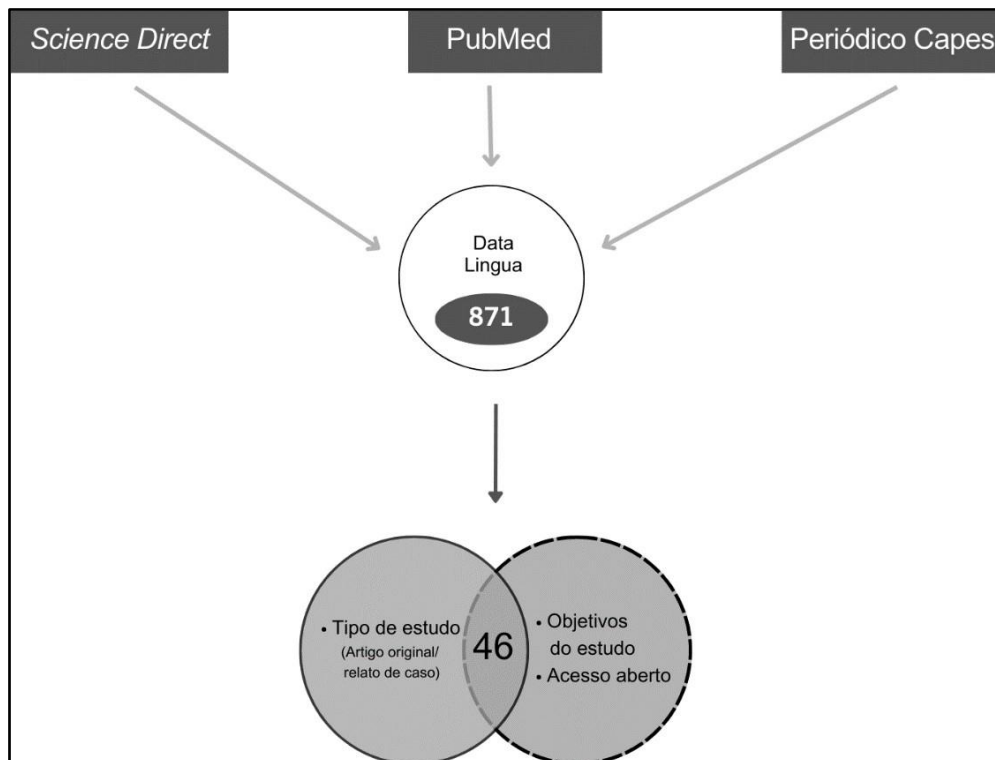 Science Direct
PubMed
Periódico Capes
Data
Lingua
871
• Tipo de estudo
(Artigo original/
relato de caso)
46
• Objetivos
do estudo
• Acesso aberto